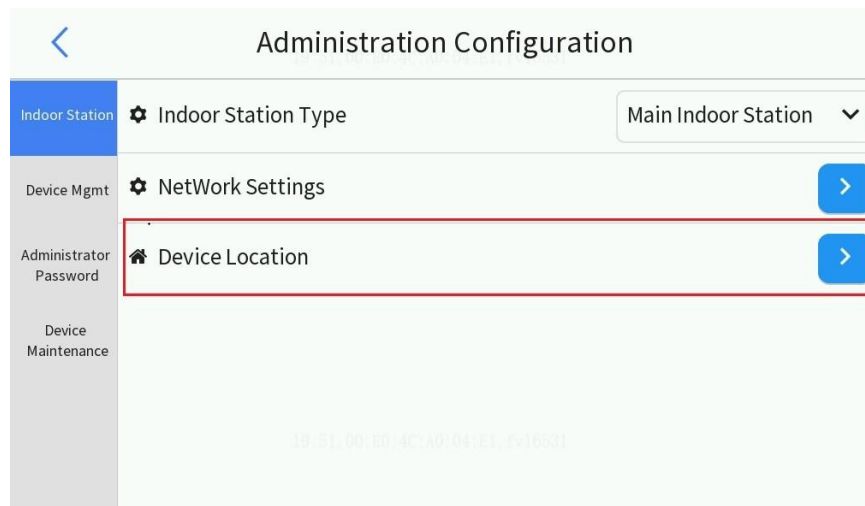 Administration Configuration
Indoor Station
Indoor Station Type
Main Indoor Station
Device Mgmt
NetWork Settings
Administrator
Password
Device Location
Device
Maintenance